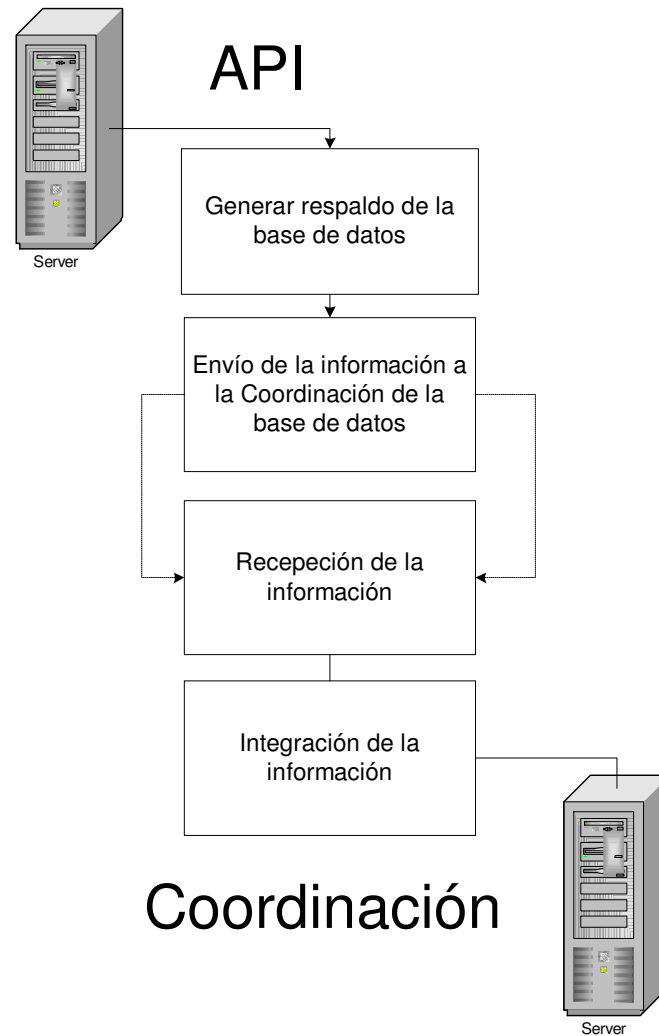 API
Server
Generar respaldo de la
base de datos
Envío de la información a
la Coordinación de la
base de datos
Recepeción de la
información
Integración de la
información
Coordinación
Server